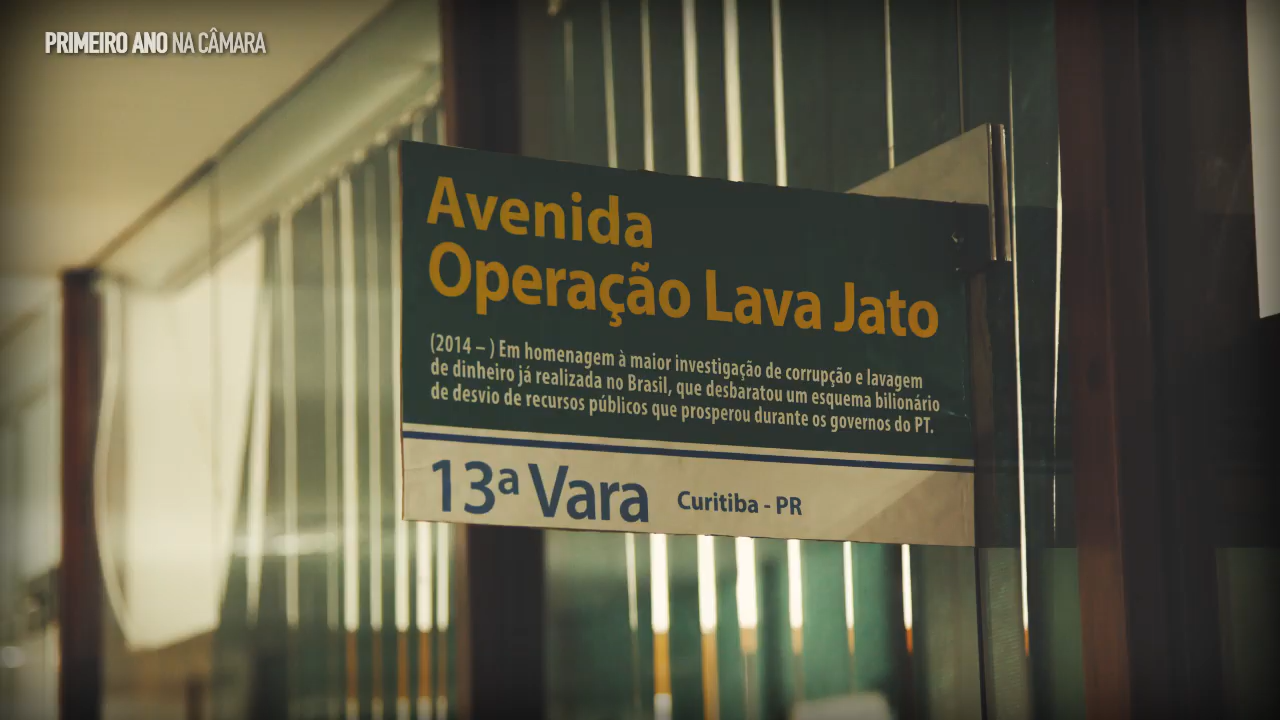 PRIMEIRO ANO NA CÂMARA
Avenida
Operação Lava Jato
(2014 – ) Em homenagem à maior investigação de corrupção e lavagem
de dinheiro já realizada no Brasil, que desbaratou um esquema bilionário
de desvio de recursos públicos que prosperou durante os governos do PT.
13ª Vara Curitiba - PR